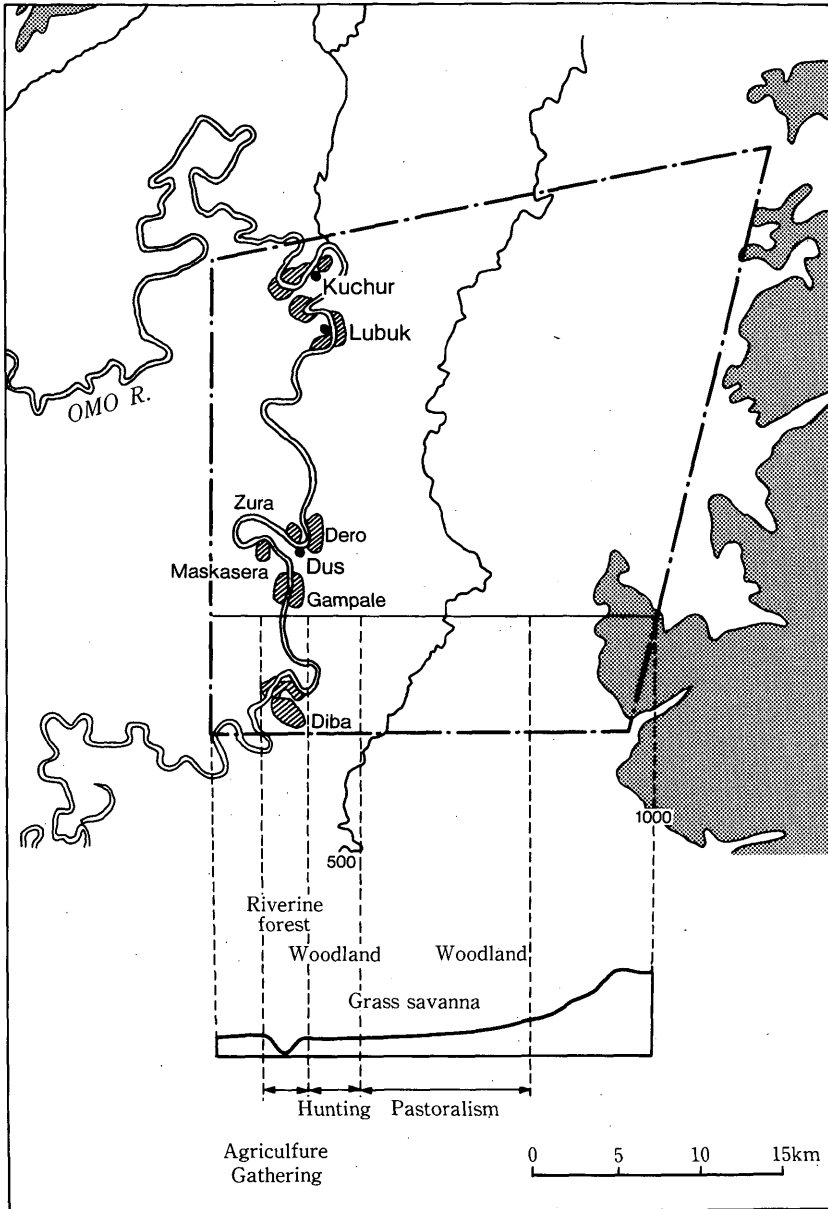 Kuchur
Lubuk
OMO R.
Zura
Dero
Maskasera
Dus
Gampale
Diba
1000
500
Riverine
forest
Woodland
Woodland
Grass savanna
Hunting
Pastoralism
Agriculfure
Gathering
0
5
10
15km